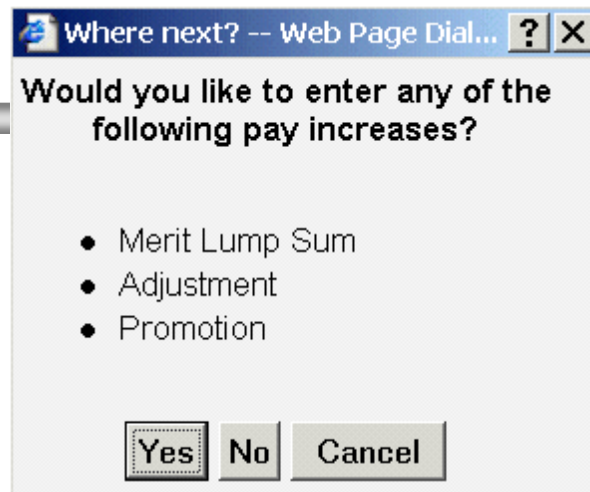 Where next? -- Web Page Dial... ? X
Would you like to enter any of the
following pay increases?
• Merit Lump Sum
• Adjustment
• Promotion
Yes No Cancel